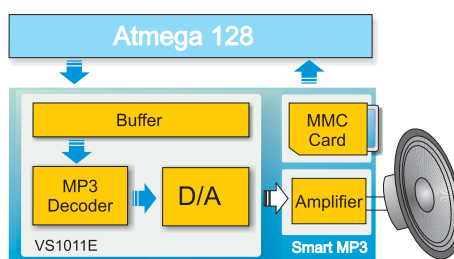 Atmega 128
Buffer
MMC
Card
MP3
Decoder
D/A
Amplifier
VS1011E
Smart MP3